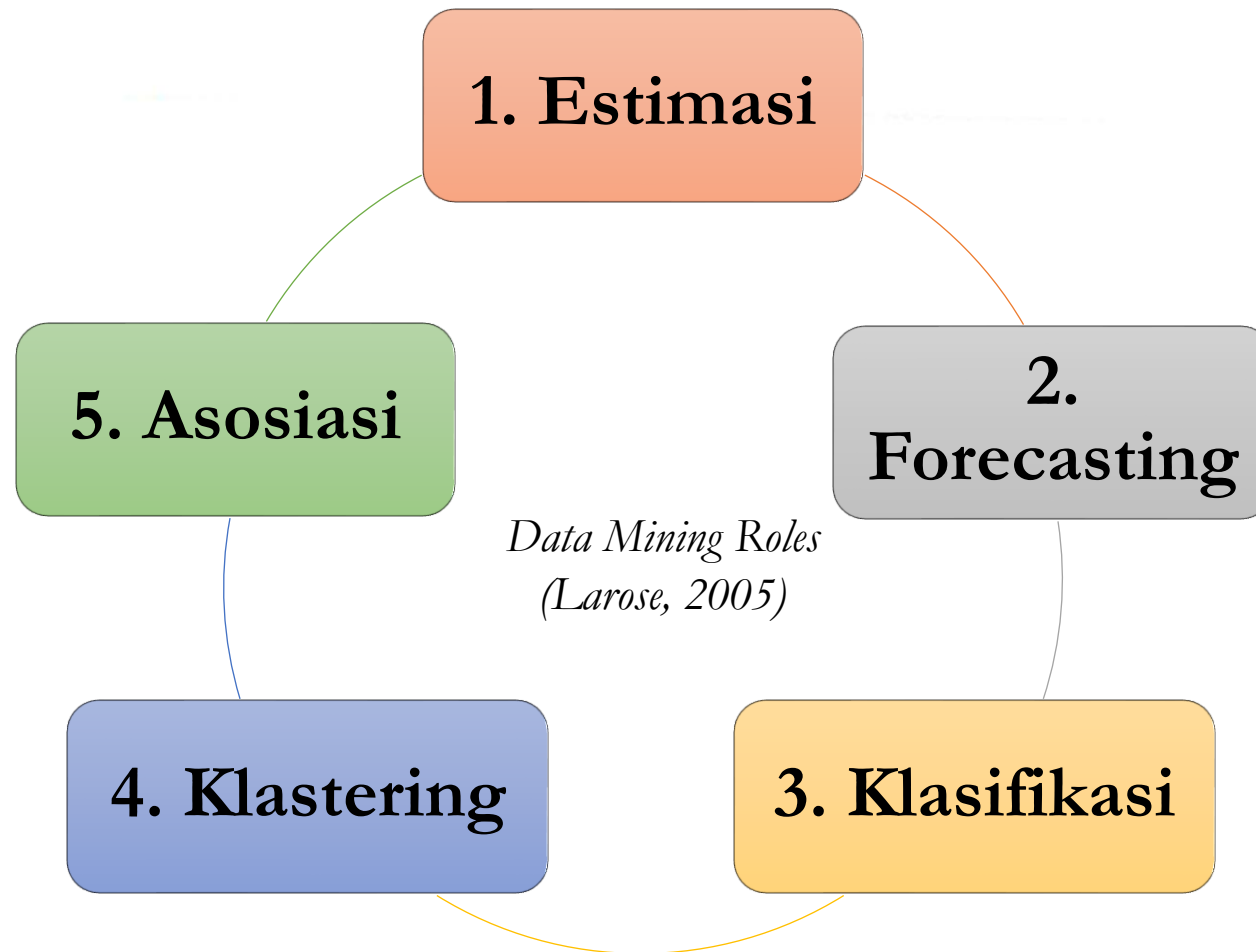 1. Estimasi
2.
Forecasting
3. Klasifikasi
4. Klastering
5. Asosiasi
Data Mining Roles
(Larose, 2005)